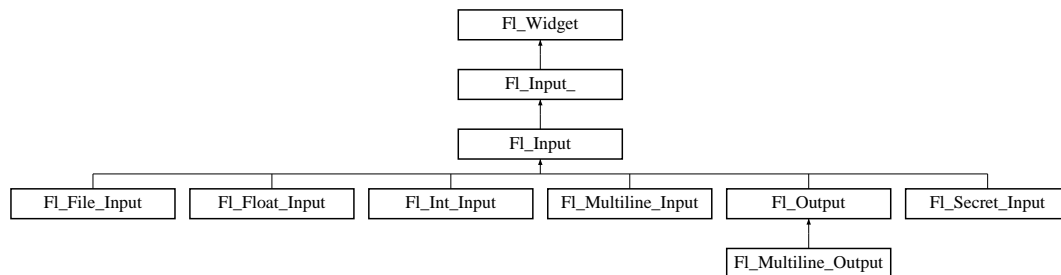 Fl_Widget
Fl_Input_
Fl_Input
Fl_File_Input Fl_Float_Input Fl_Int_Input Fl_Multiline_Input Fl_Output Fl_Secret_Input
Fl_Multiline_Output